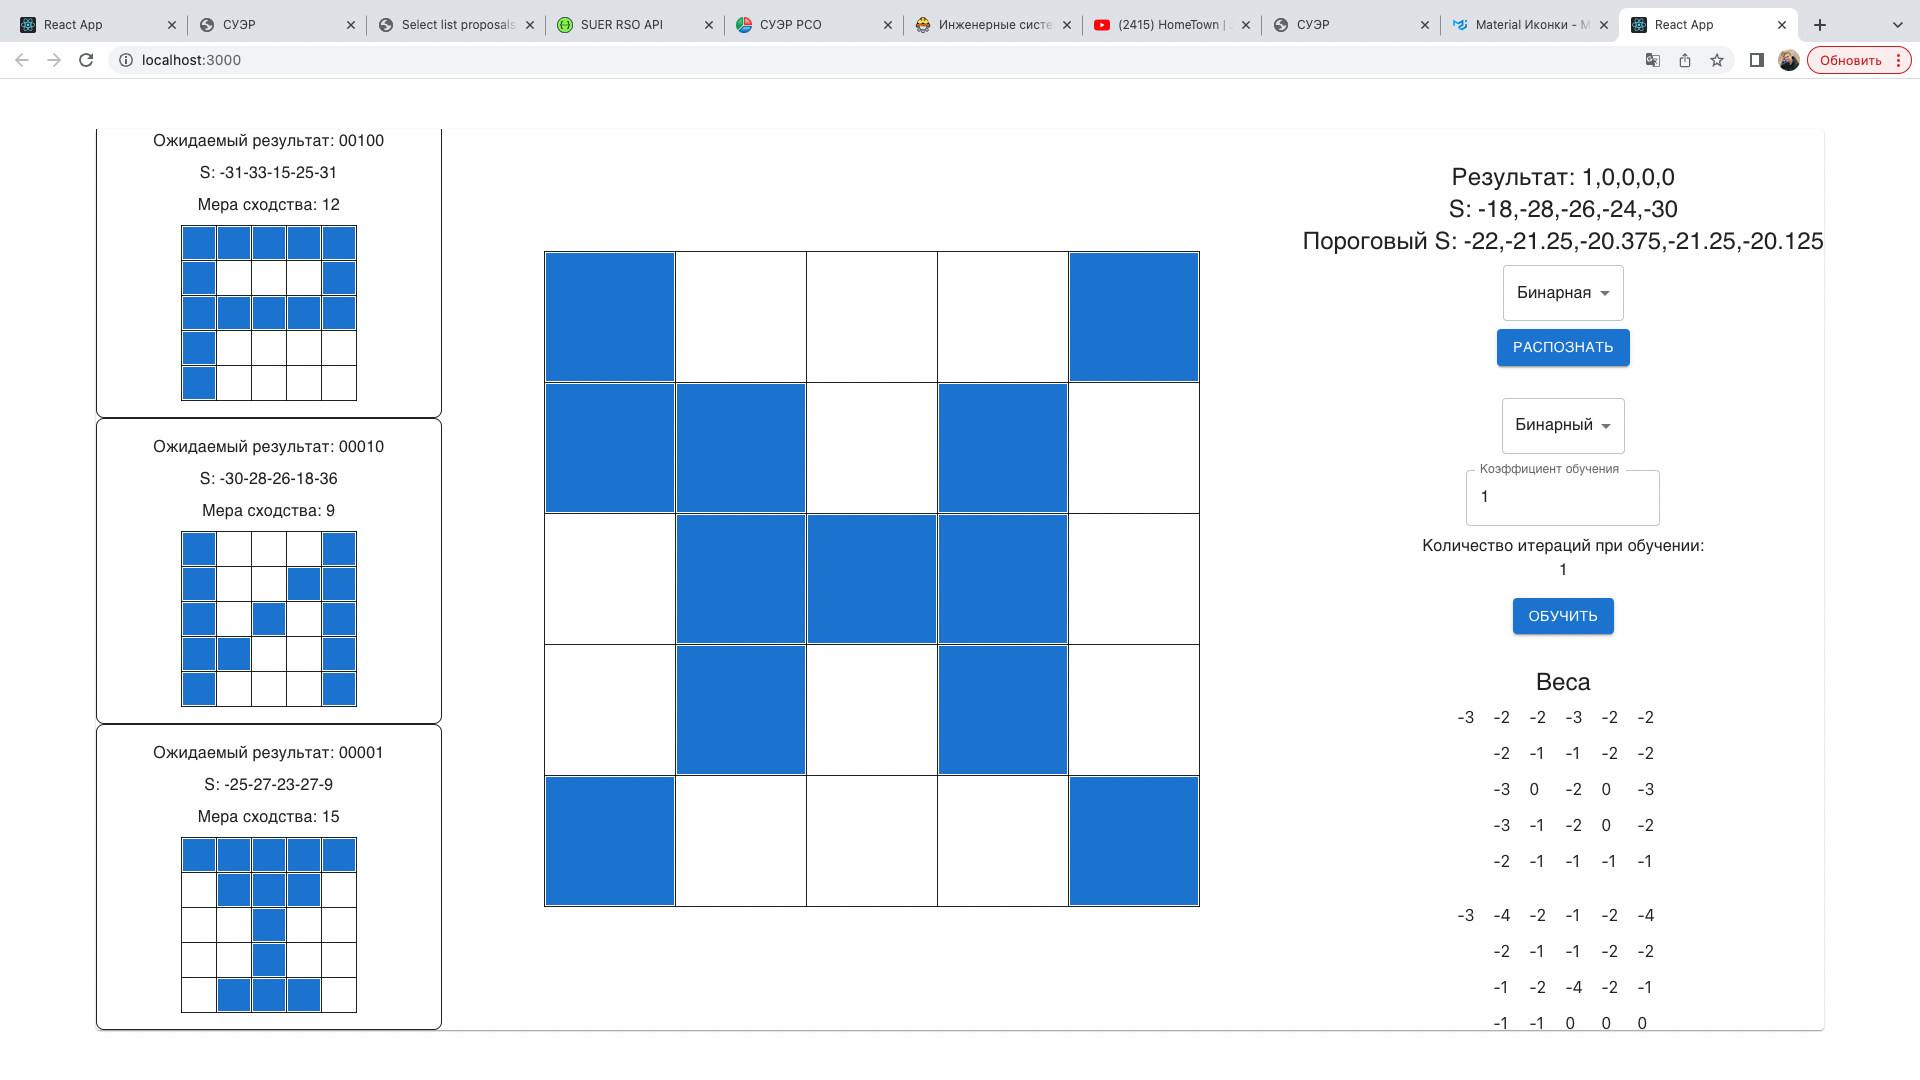 React App
СУЭР
Select list proposals
SUER RSO API
СУЭР РСО
Инженерные систе
(2415) HomeTown | .
СУЭР
Material Иконки - M
React App
localhost:3000
Обновить
Ожидаемый результат: 00100
S: -31-33-15-25-31
Мера сходства: 12
Ожидаемый результат: 00010
S: -30-28-26-18-36
Мера сходства: 9
Ожидаемый результат: 00001
S: -25-27-23-27-9
Мера сходства: 15
Результат: 1,0,0,0,0
S: -18,-28,-26,-24,-30
Пороговый S: -22,-21.25,-20.375,-21.25,-20.125
Бинарная
РАСПОЗНАТЬ
Бинарный
Коэффициент обучения
1
Количество итераций при обучении:
1
ОБУЧИТЬ
Веса
-3 -2 -2 -3 -2 -2
-2 -1 -1 -2 -2
-3 0 -2 0 -3
-3 -1 -2 0 -2
-2 -1 -1 -1 -1
-3 -4 -2 -1 -2 -4
-2 -1 -1 -2 -2
-1 -2 -4 -2 -1
-1 -1 0 0 0